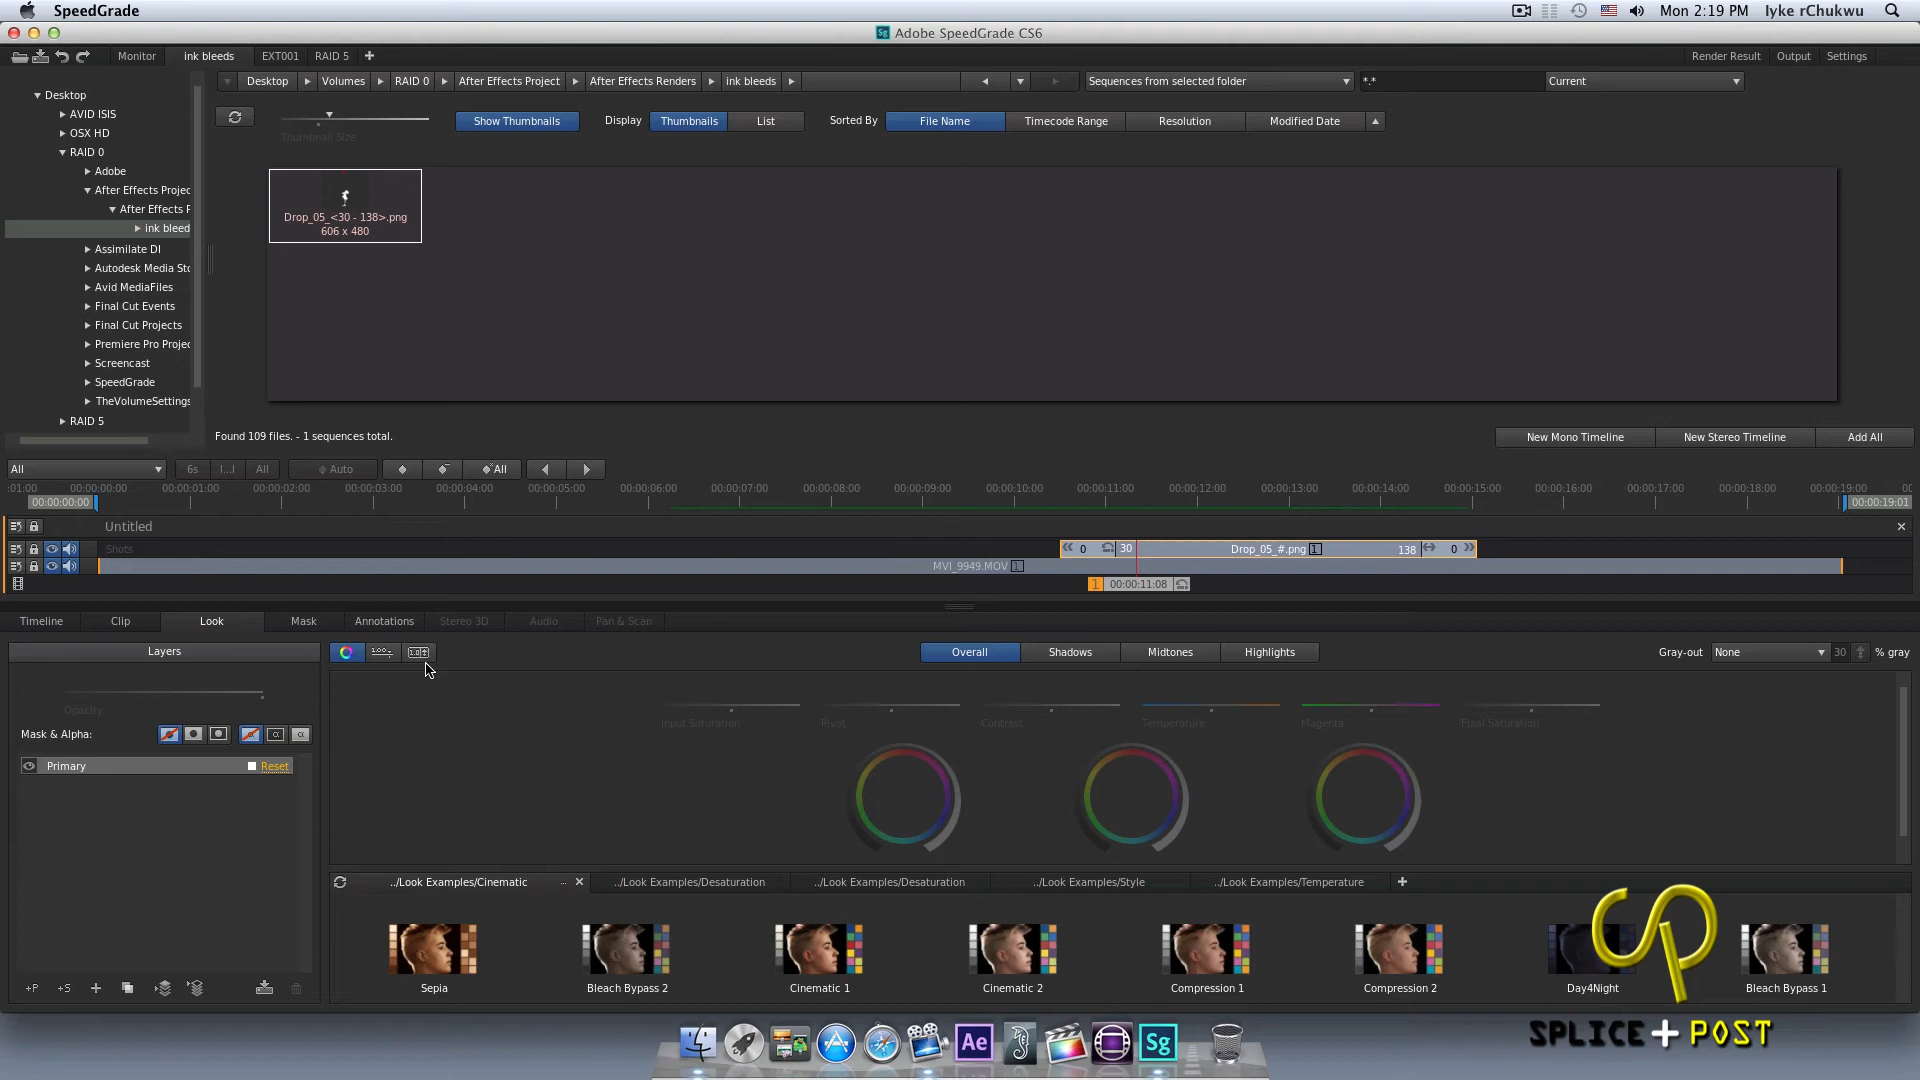 SpeedGrade
Mon 2:19 PM
Iyke rChukwu
Adobe SpeedGrade CS6
Monitor
ink bleeds
EXT001
RAID 5
Render Result
Output
Settings
Desktop
Volumes
RAID 0
After Effects Project
After Effects Renders
ink bleeds
Sequences from selected folder
*.*
Current
Desktop
AVID ISIS
OSX HD
RAID 0
Adobe
After Effects Projec
After Effects F
ink bleed
Assimilate DI
Autodesk Media Sto
Avid MediaFiles
Final Cut Events
Final Cut Projects
Premiere Pro Projec
Screencast
SpeedGrade
TheVolumeSettings
RAID 5
Thumbnail Size
Show Thumbnails
Display
Thumbnails
List
Sorted By
File Name
Timecode Range
Resolution
Modified Date
Drop_05_<30 - 138>.png
606 x 480
Found 109 files. - 1 sequences total.
New Mono Timeline
New Stereo Timeline
Add All
All
6s
I...I
All
Auto
All
:01:00
00:00:00:00
00:00:01:00
00:00:02:00
00:00:03:00
00:00:04:00
00:00:05:00
00:00:06:00
00:00:07:00
00:00:08:00
00:00:09:00
00:00:10:00
00:00:11:00
00:00:12:00
00:00:13:00
00:00:14:00
00:00:15:00
00:00:16:00
00:00:17:00
00:00:18:00
00:00:19:00
00:00:00:00
00:00:19:01
Untitled
Shots
0
30
Drop_05_#.png
1
138
0
MVI_9949.MOV
1
1
00:00:11:08
Timeline
Clip
Look
Mask
Annotations
Stereo 3D
Audio
Pan & Scan
Layers
Opacity
Mask & Alpha:
Primary
Reset
+P
+S
Overall
Shadows
Midtones
Highlights
Gray-out
None
30
% gray
Input Saturation
Pivot
Contrast
Temperature
Magenta
Final Saturation
../Look Examples/Cinematic
...
../Look Examples/Desaturation
../Look Examples/Desaturation
../Look Examples/Style
../Look Examples/Temperature
Sepia
Bleach Bypass 2
Cinematic 1
Cinematic 2
Compression 1
Compression 2
Day4Night
Bleach Bypass 1
Ae
Sg
SPLICE+POST